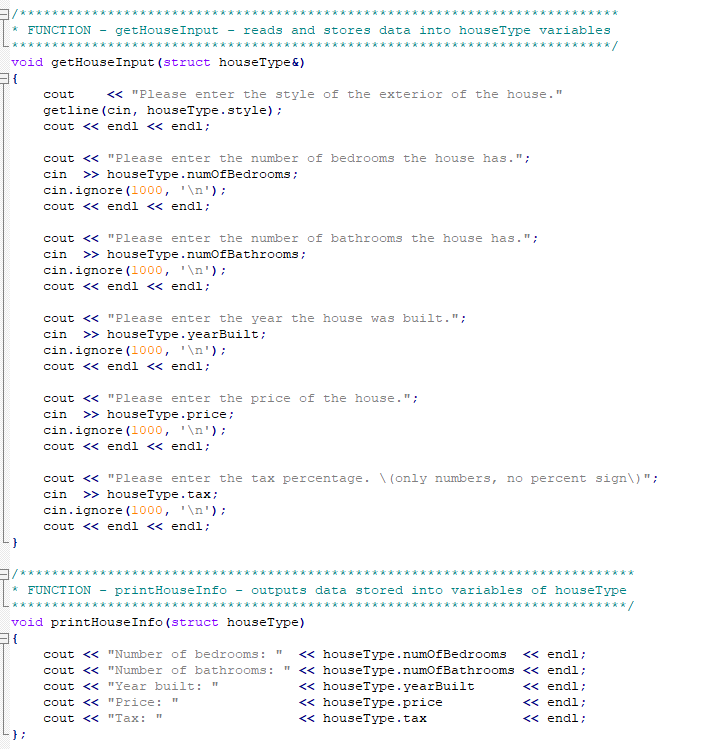 /***************************************************************************
* FUNCTION - getHouseInput - reads and stores data into houseType variables
***************************************************************************/
void getHouseInput(struct houseType&)
{
    cout    << "Please enter the style of the exterior of the house."
    getline(cin, houseType.style);
    cout << endl << endl;

    cout << "Please enter the number of bedrooms the house has.";
    cin  >> houseType.numOfBedrooms;
    cin.ignore(1000, '\n');
    cout << endl << endl;

    cout << "Please enter the number of bathrooms the house has.";
    cin  >> houseType.numOfBathrooms;
    cin.ignore(1000, '\n');
    cout << endl << endl;

    cout << "Please enter the year the house was built.";
    cin  >> houseType.yearBuilt;
    cin.ignore(1000, '\n');
    cout << endl << endl;

    cout << "Please enter the price of the house.";
    cin  >> houseType.price;
    cin.ignore(1000, '\n');
    cout << endl << endl;

    cout << "Please enter the tax percentage. \(only numbers, no percent sign\)";
    cin  >> houseType.tax;
    cin.ignore(1000, '\n');
    cout << endl << endl;
}

/*****************************************************************************
* FUNCTION - printHouseInfo - outputs data stored into variables of houseType
*****************************************************************************/
void printHouseInfo(struct houseType)
{
    cout << "Number of bedrooms: "  << houseType.numOfBedrooms  << endl;
    cout << "Number of bathrooms: " << houseType.numOfBathrooms << endl;
    cout << "Year built: "          << houseType.yearBuilt      << endl;
    cout << "Price: "               << houseType.price          << endl;
    cout << "Tax: "                 << houseType.tax            << endl;
};